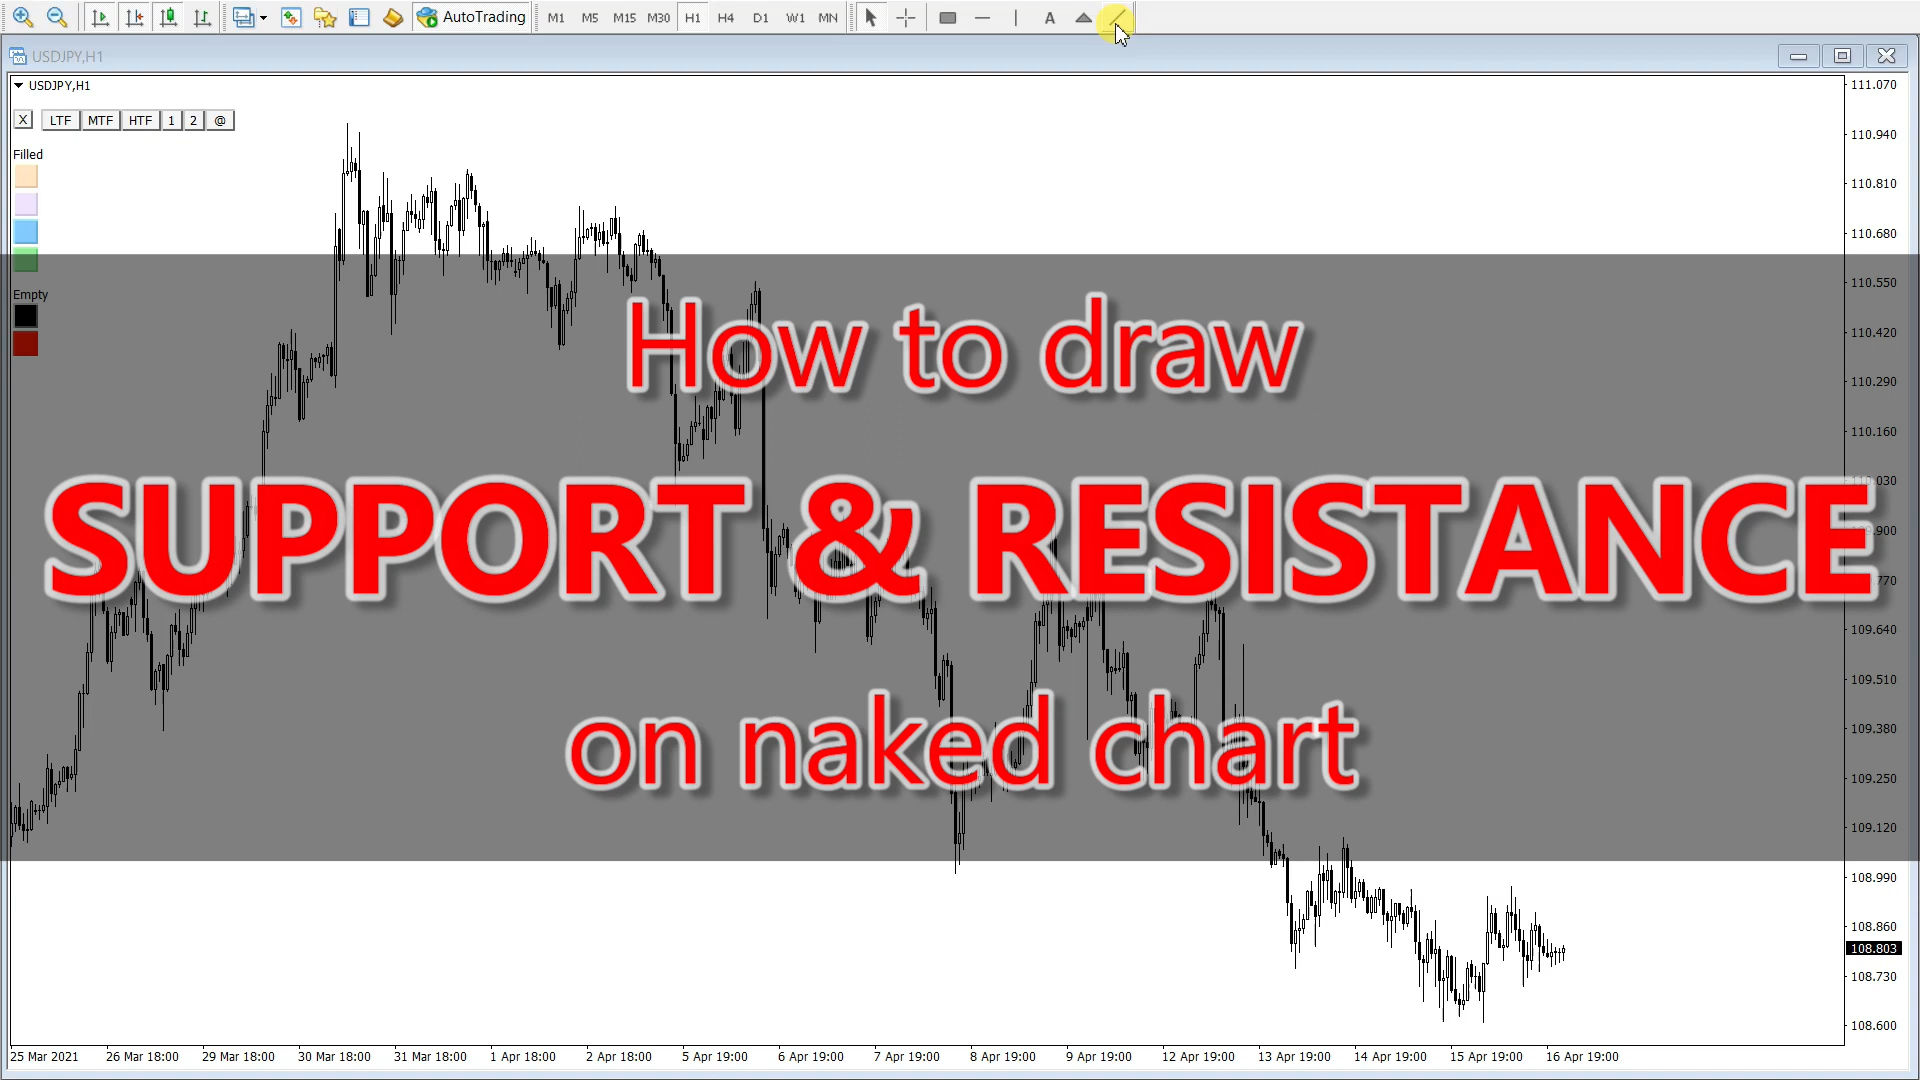 AutoTrading M1 M5 M15 M30 H1 H4 D1 W1 MN A
USDJPY,H1
USDJPY,H1
X LTF MTF HTF 1 2 @
Filled
Empty
How to draw
SUPPORT & RESISTANCE
on naked chart
111.070
110.940
110.810
110.680
110.550
110.420
110.290
110.160
109.640
109.510
109.380
109.250
109.120
108.990
108.860
108.803
108.730
108.600
25 Mar 2021 26 Mar 18:00 29 Mar 18:00 30 Mar 18:00 31 Mar 18:00 1 Apr 18:00 2 Apr 18:00 5 Apr 19:00 6 Apr 19:00 7 Apr 19:00 8 Apr 19:00 9 Apr 19:00 12 Apr 19:00 13 Apr 19:00 14 Apr 19:00 15 Apr 19:00 16 Apr 19:00